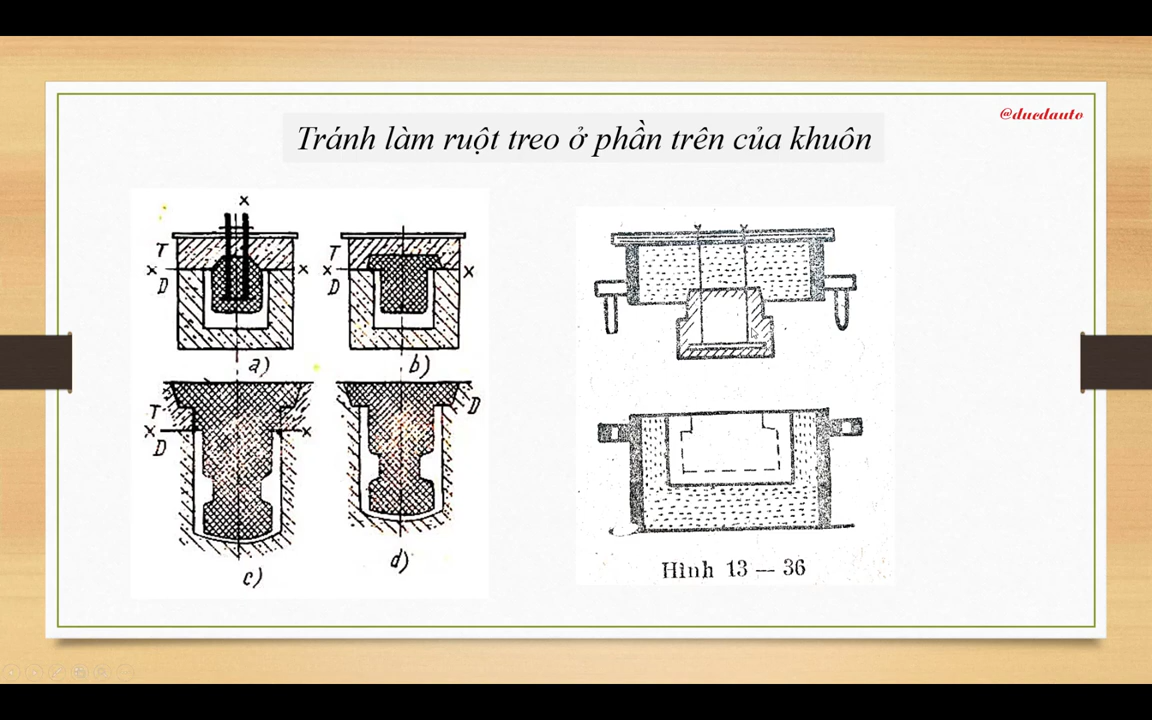 @ducdauto
Tránh làm ruột treo ở phần trên của khuôn
x
T
x
x
D
a)
T
x
x
D
b)
T
x
x
D
c)
D
d)
Hình 13 — 36